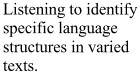 Listening to identify
specific language
structures in varied
texts.